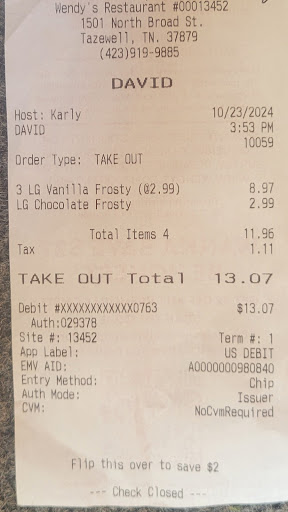 Wendy's Restaurant #00013452
1501 North Broad St.
Tazewell, TN. 37879
(423)919-9885
DAVID
Host: Karly 10/23/2024
DAVID 3:53 PM
10059
Order Type: TAKE OUT
3 LG Vanilla Frosty (@2.99) 8.97
LG Chocolate Frosty 2.99
Total Items 4 11.96
Tax 1.11
TAKE OUT Total 13.07
Debit #XXXXXXXXXXXX0763 $13.07
Auth:029378
Site #: 13452 Term #: 1
App Label: US DEBIT
EMV AID: A0000000980840
Entry Method: Chip
Auth Mode: Issuer
CVM: NoCvmRequired
Flip this over to save $2
--- Check Closed ---